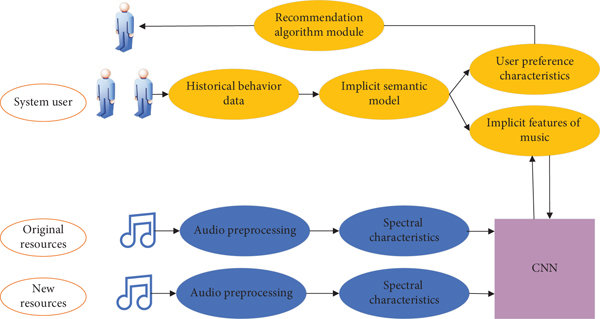 Recommendation
algorithm module
User preference
characteristics
System user
Historical behavior
data
Implicit semantic
model
Implicit features of
music
Original
resources
Audio preprocessing
Spectral
characteristics
CNN
New
resources
Audio preprocessing
Spectral
characteristics